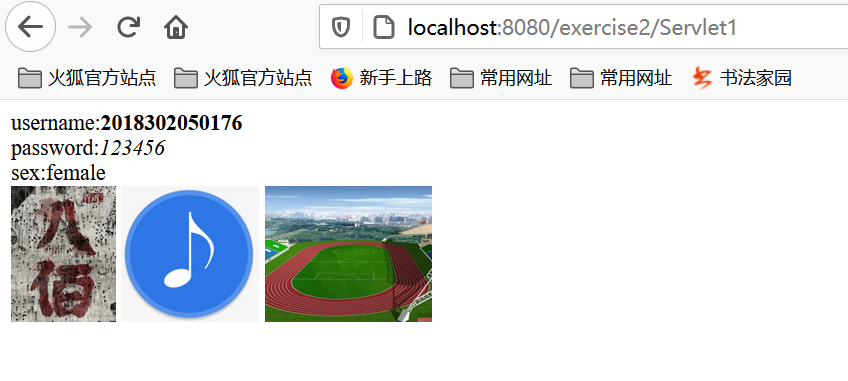 localhost:8080/exercise2/Servlet1
火狐官方站点 火狐官方站点 新手上路 常用网址 常用网址 书法家园
username:2018302050176
password:123456
sex:female
八佰